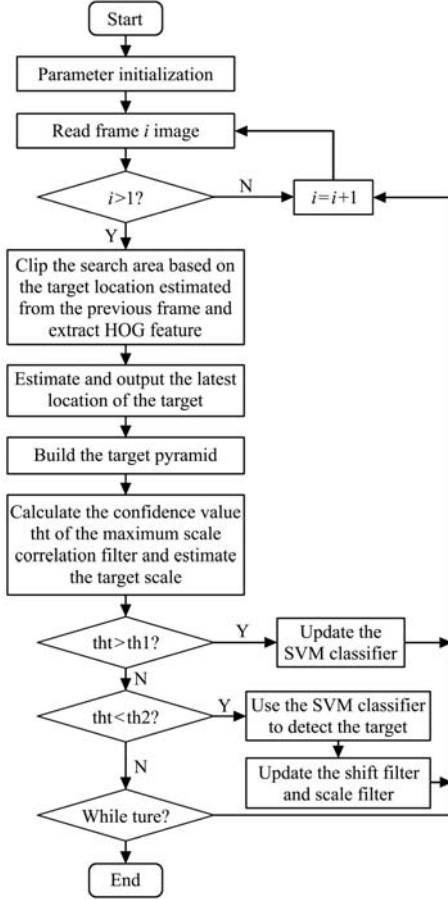 Start
Parameter initialization
Read frame i image
i>1?
N
i=i+1
Y
Clip the search area based on
the target location estimated
from the previous frame and
extract HOG feature
Estimate and output the latest
location of the target
Build the target pyramid
Calculate the confidence value
tht of the maximum scale
correlation filter and estimate
the target scale
tht>th1?
Y
Update the
SVM classifier
N
tht<th2?
Y
Use the SVM classifier
to detect the target
N
Update the shift filter
and scale filter
While ture?
End